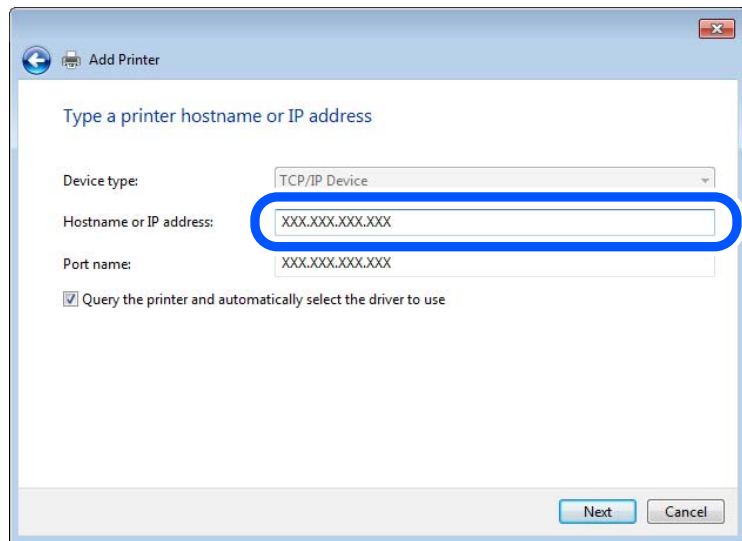 Add Printer
Type a printer hostname or IP address
Device type: TCP/IP Device
Hostname or IP address: XXX.XXX.XXX.XXX
Port name: XXX.XXX.XXX.XXX
Query the printer and automatically select the driver to use
Next Cancel